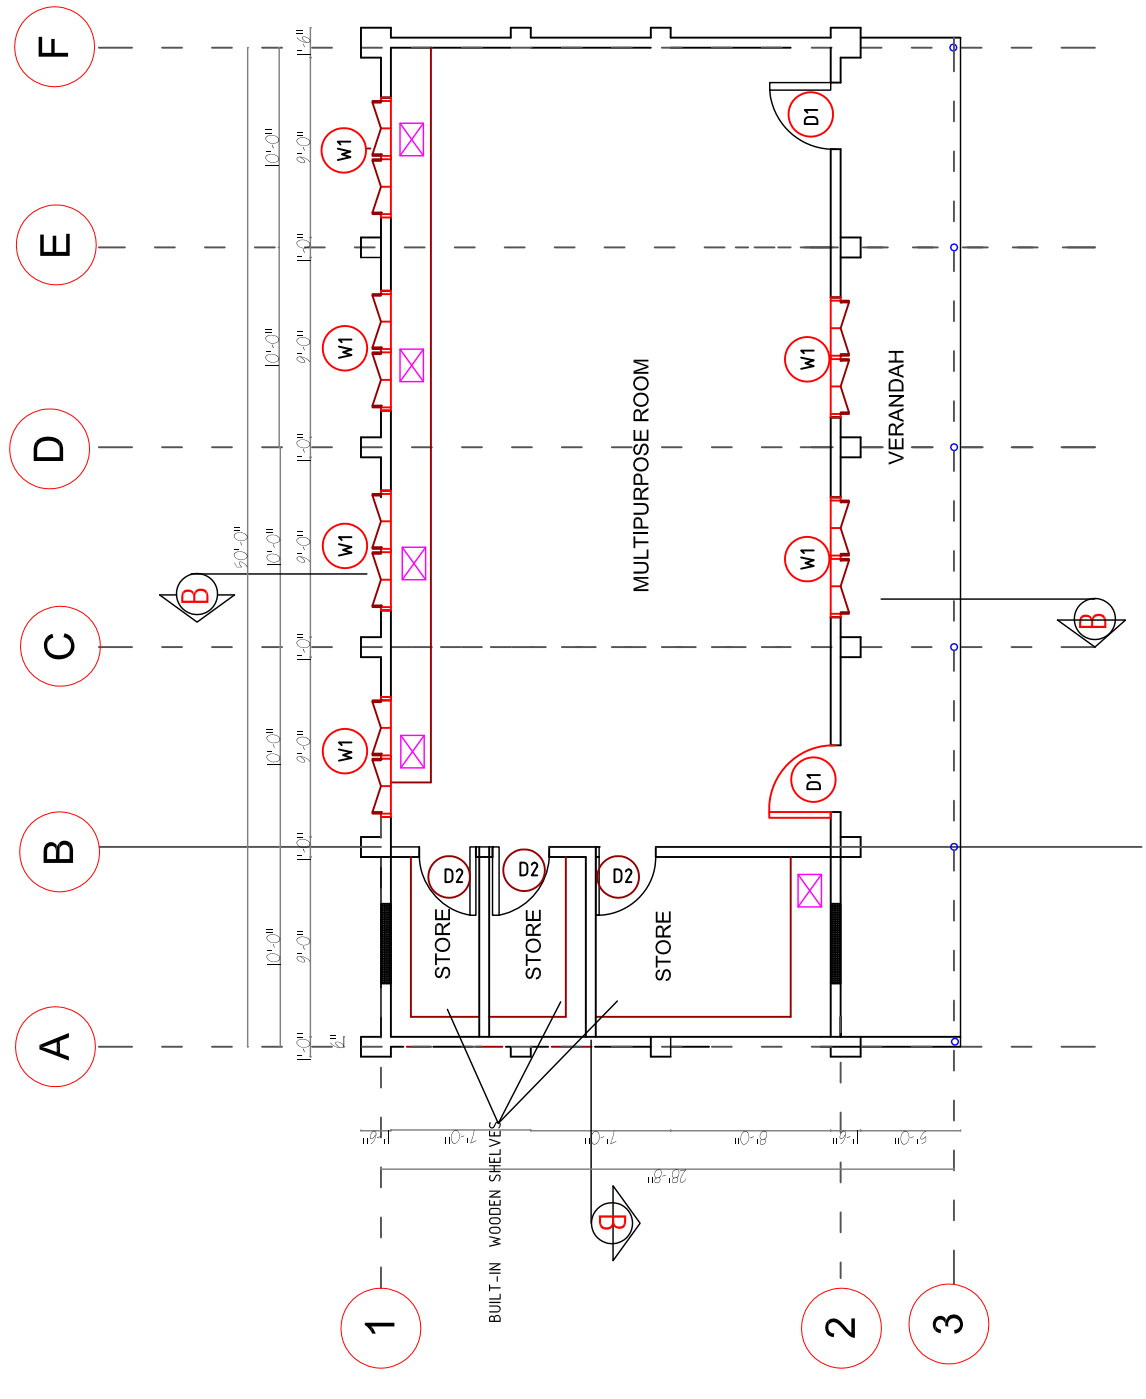 A
B
C
D
E
F
50'-0"
10'-0"
10'-0"
10'-0"
10'-0"
10'-0"
1'-0"
9'-0"
1'-0"
9'-0"
1'-0"
9'-0"
1'-0"
9'-0"
1'-0"
9'-0"
B
W1
W1
W1
W1
1
2
3
1'-6"
7'-0"
7'-0"
8'-0"
1'-6"
5'-0"
28'-8"
D2
D2
D2
STORE
STORE
STORE
BUILT-IN WOODEN SHELVES
B
MULTIPURPOSE ROOM
D1
W1
W1
D1
VERANDAH
B